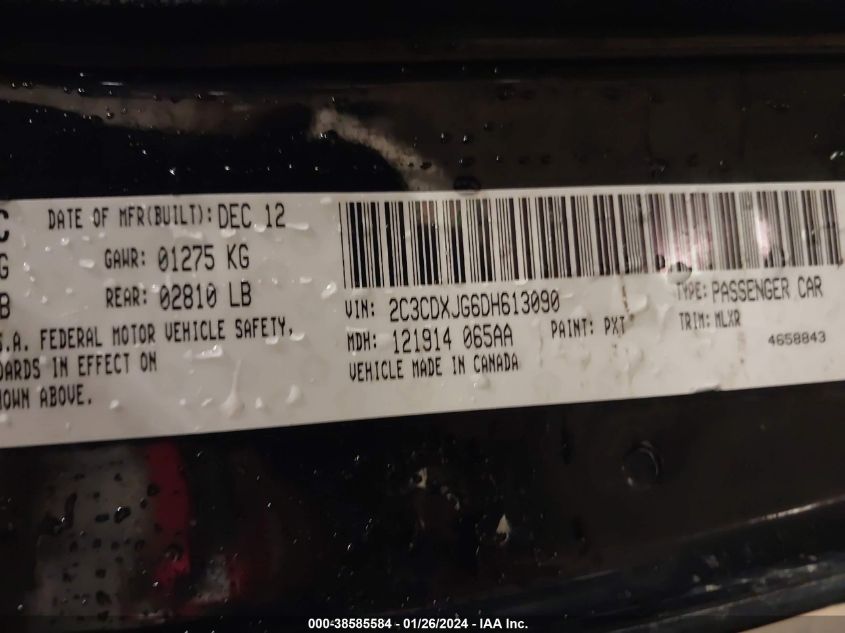 C DATE OF MFR(BUILT): DEC 12
G GAWR: 01275 KG
B REAR: 02810 LB
S.A. FEDERAL MOTOR VEHICLE SAFETY,
DARDS IN EFFECT ON
HOWN ABOVE.
VIN: 2C3CDXJG6DH613090 TYPE: PASSENGER CAR
MDH: 121914 065AA PAINT: PXT TRIM: MLXR
VEHICLE MADE IN CANADA 4658843
000-38585584 - 01/26/2024 - IAA Inc.